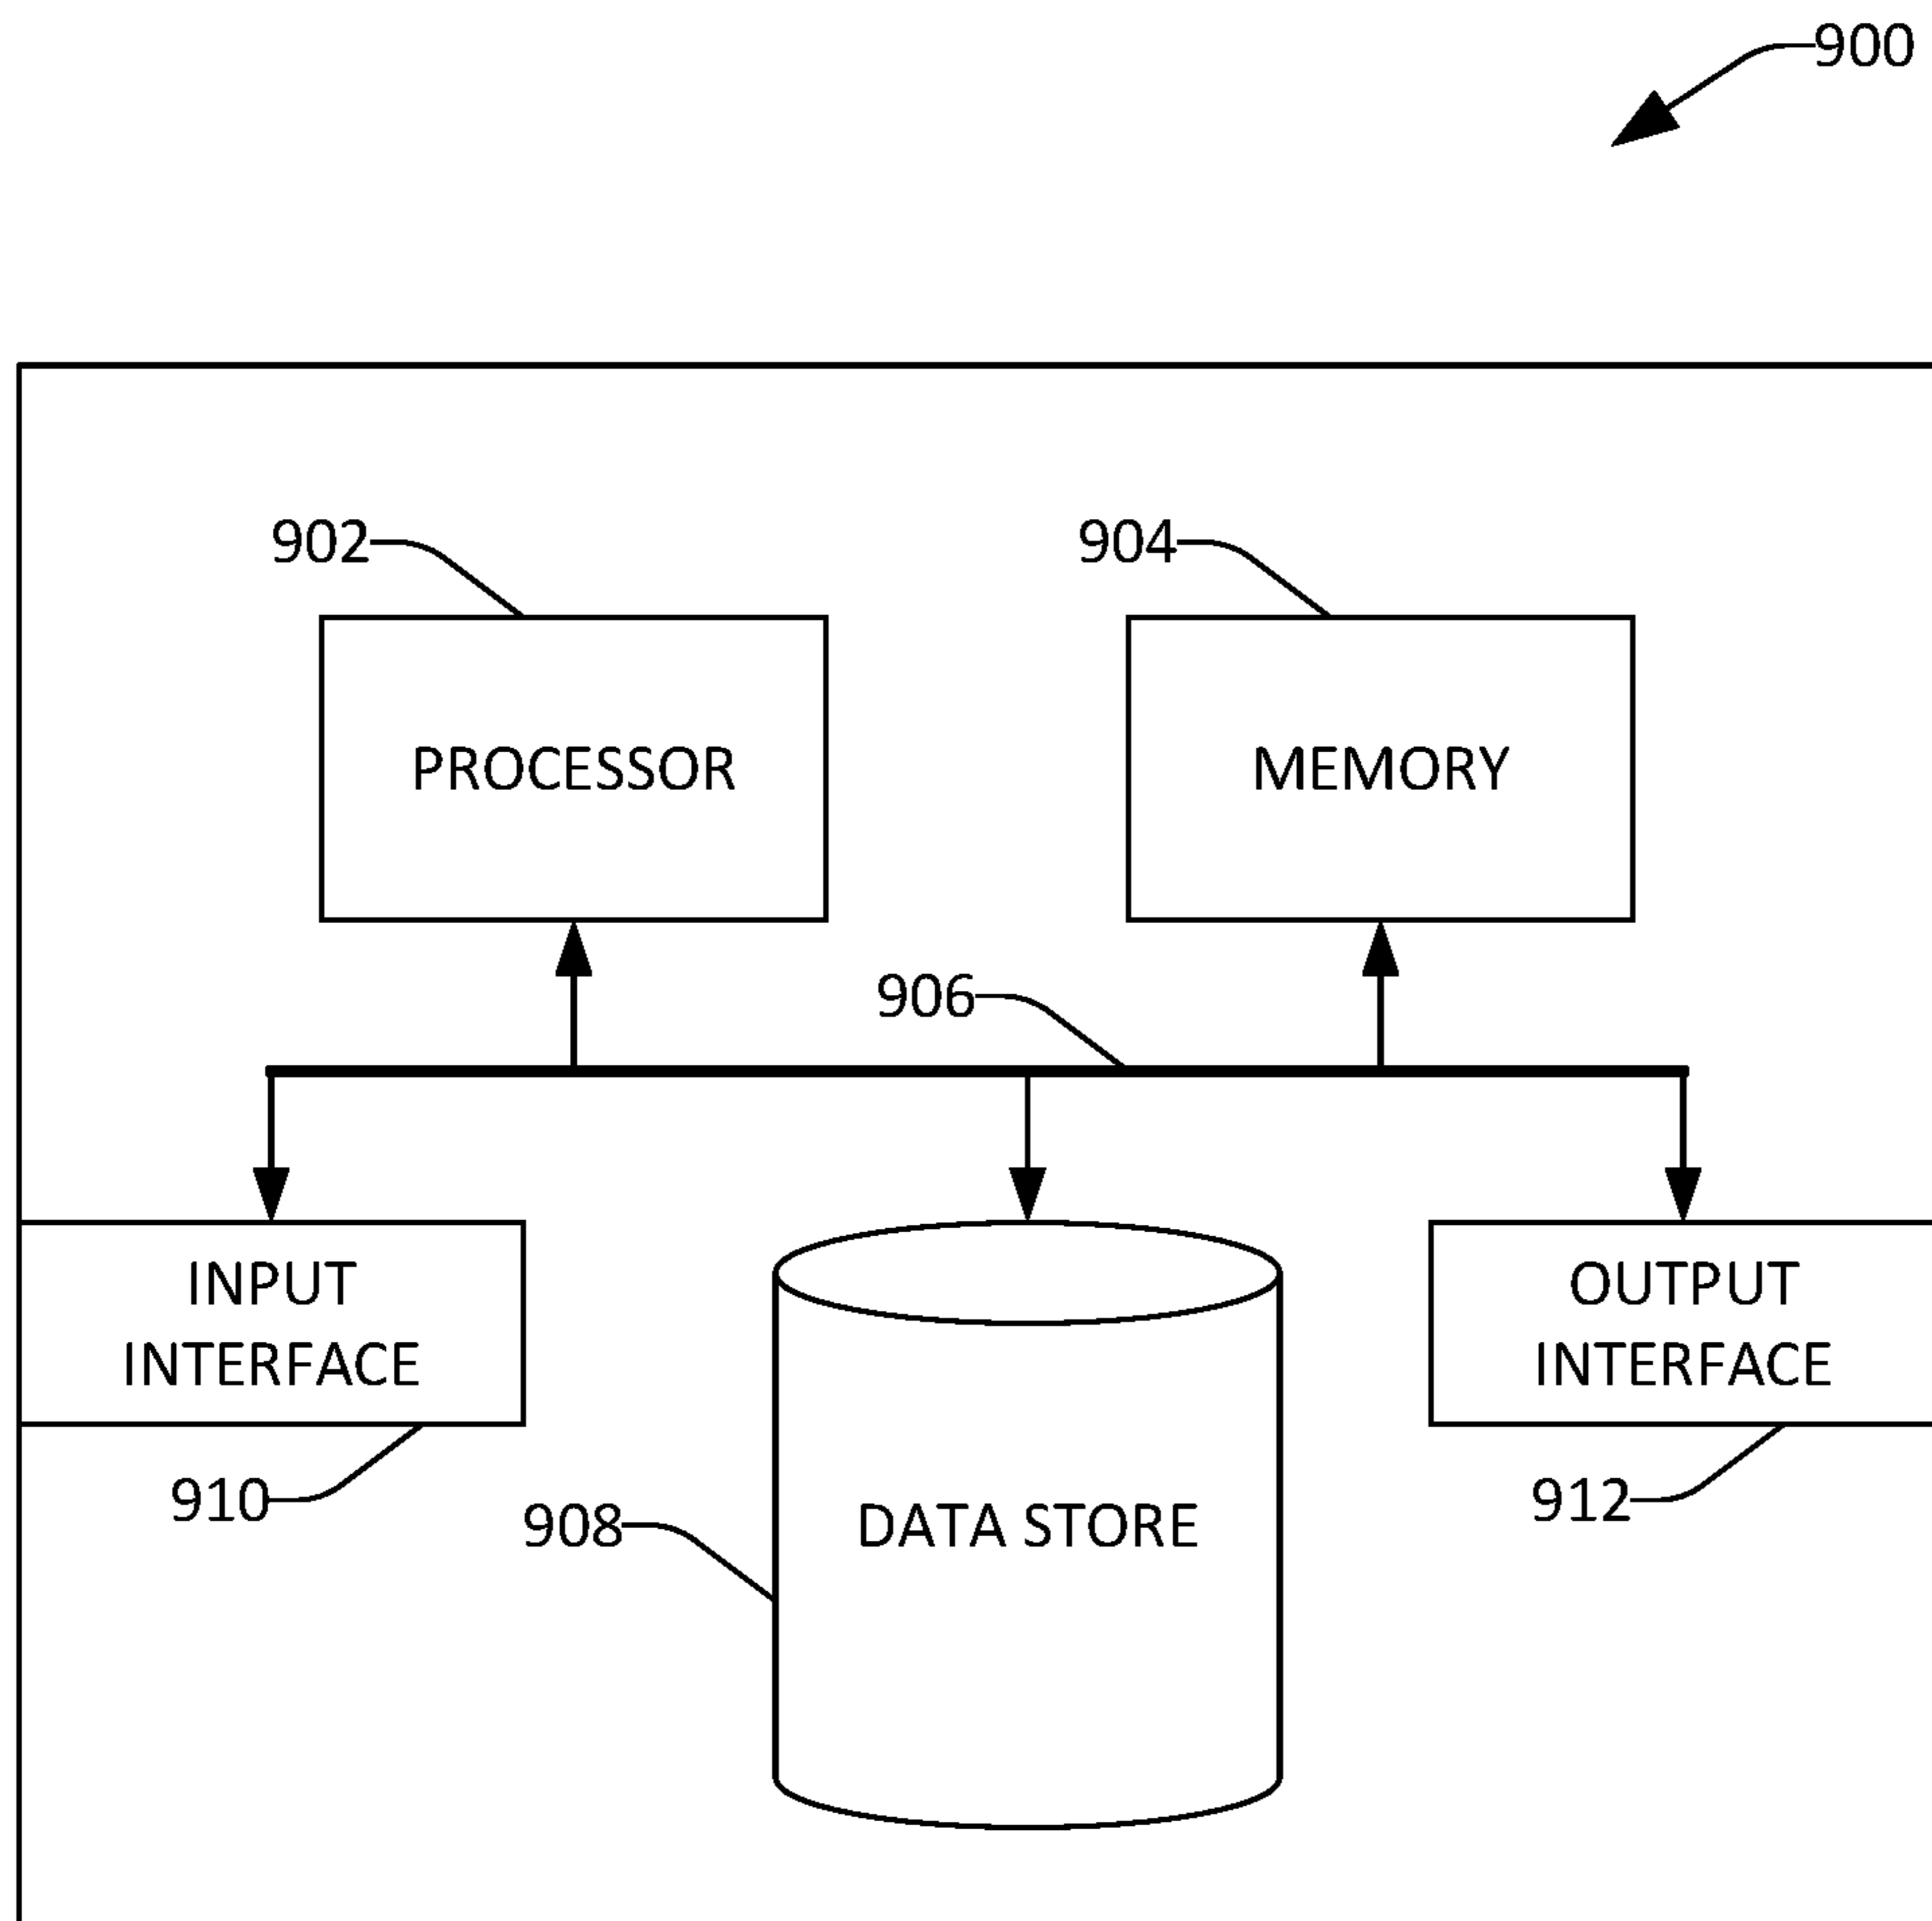 900
902
904
PROCESSOR
MEMORY
906
INPUT
INTERFACE
OUTPUT
INTERFACE
910
908
DATA STORE
912